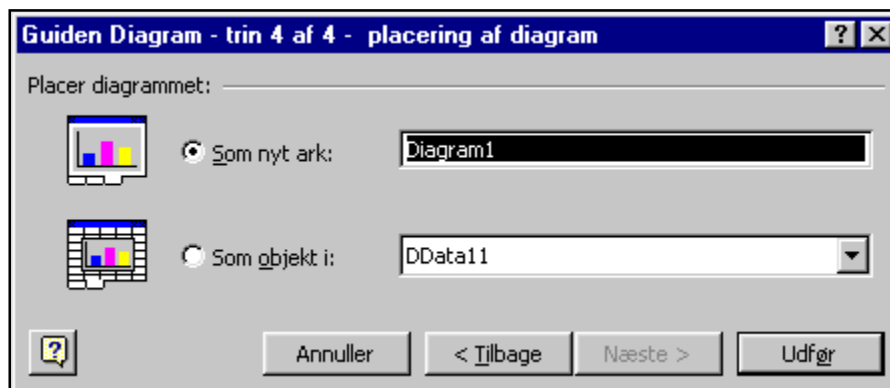 Guiden Diagram - trin 4 af 4 - placering af diagram
Placer diagrammet:
Som nyt ark: Diagram1
Som objekt i: DData11
Annuller < Tilbage Næste > Udfør